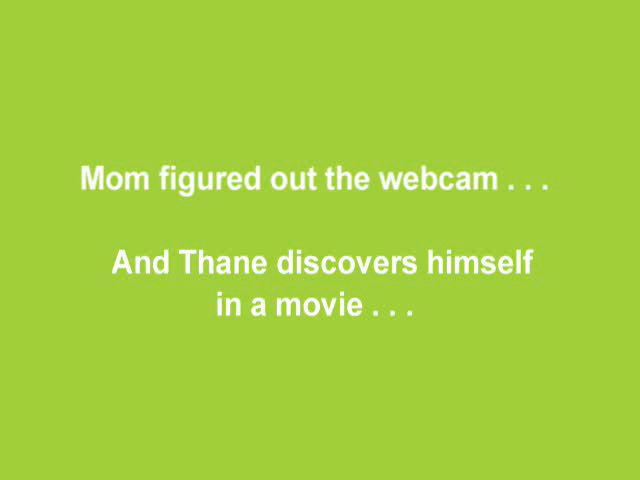 Mom figured out the webcam . . .
And Thane discovers himself
in a movie . . .